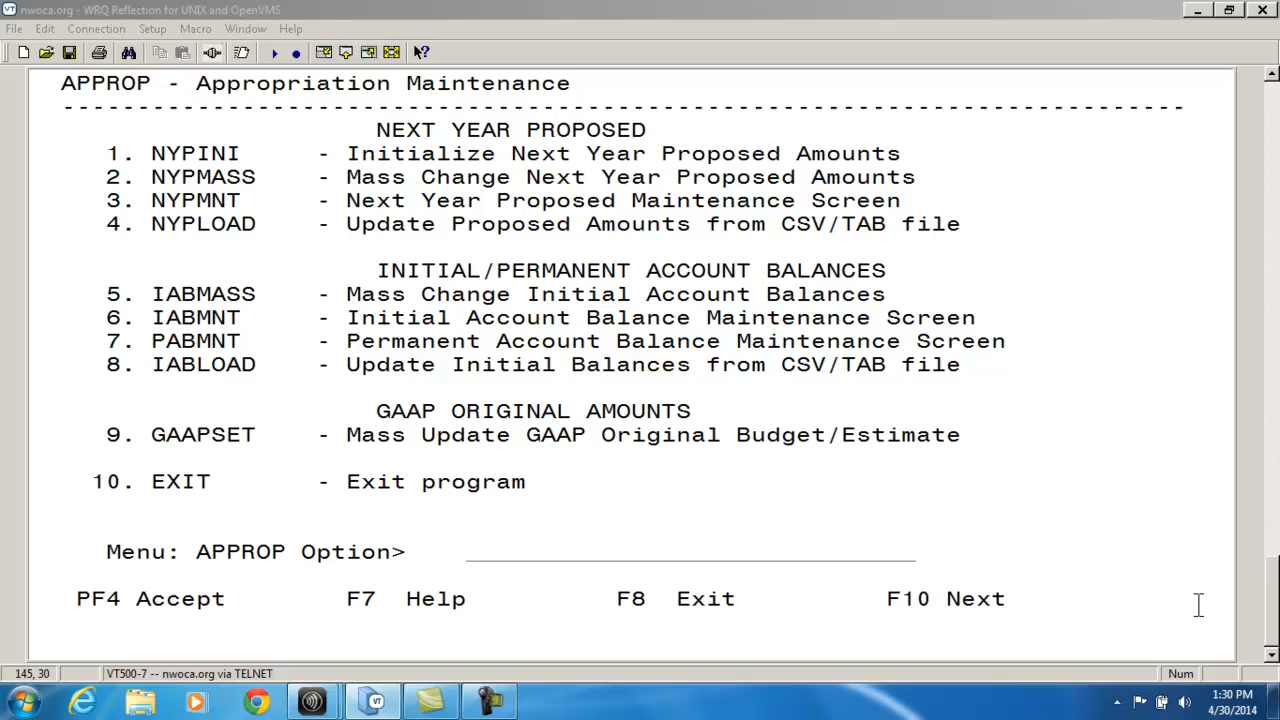 nwoca.org - WRQ Reflection for UNIX and OpenVMS
File Edit Connection Setup Macro Window Help
APPROP - Appropriation Maintenance
--------------------------------------------------------------------------
NEXT YEAR PROPOSED
1. NYPINI - Initialize Next Year Proposed Amounts
2. NYPMASS - Mass Change Next Year Proposed Amounts
3. NYPMNT - Next Year Proposed Maintenance Screen
4. NYPLOAD - Update Proposed Amounts from CSV/TAB file
INITIAL/PERMANENT ACCOUNT BALANCES
5. IABMASS - Mass Change Initial Account Balances
6. IABMNT - Initial Account Balance Maintenance Screen
7. PABMNT - Permanent Account Balance Maintenance Screen
8. IABLOAD - Update Initial Balances from CSV/TAB file
GAAP ORIGINAL AMOUNTS
9. GAAPSET - Mass Update GAAP Original Budget/Estimate
10. EXIT - Exit program
Menu: APPROP Option> ______________________________
PF4 Accept F7 Help F8 Exit F10 Next
145, 30 VT500-7 -- nwoca.org via TELNET Num
1:30 PM
4/30/2014